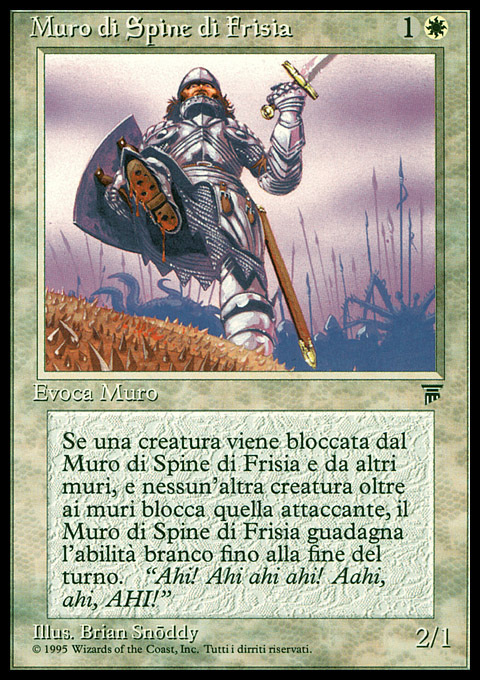 Muro di Spine di Frisia 1
Evoca Muro
Se una creatura viene bloccata dal
Muro di Spine di Frisia e da altri
muri, e nessun'altra creatura oltre
ai muri blocca quella attaccante, il
Muro di Spine di Frisia guadagna
l'abilità branco fino alla fine del
turno. “Ahi! Ahi ahi ahi! Aahi,
ahi, AHI!”
Illus. Brian Snōddy
2/1
© 1995 Wizards of the Coast, Inc. Tutti i dirriti riservati.